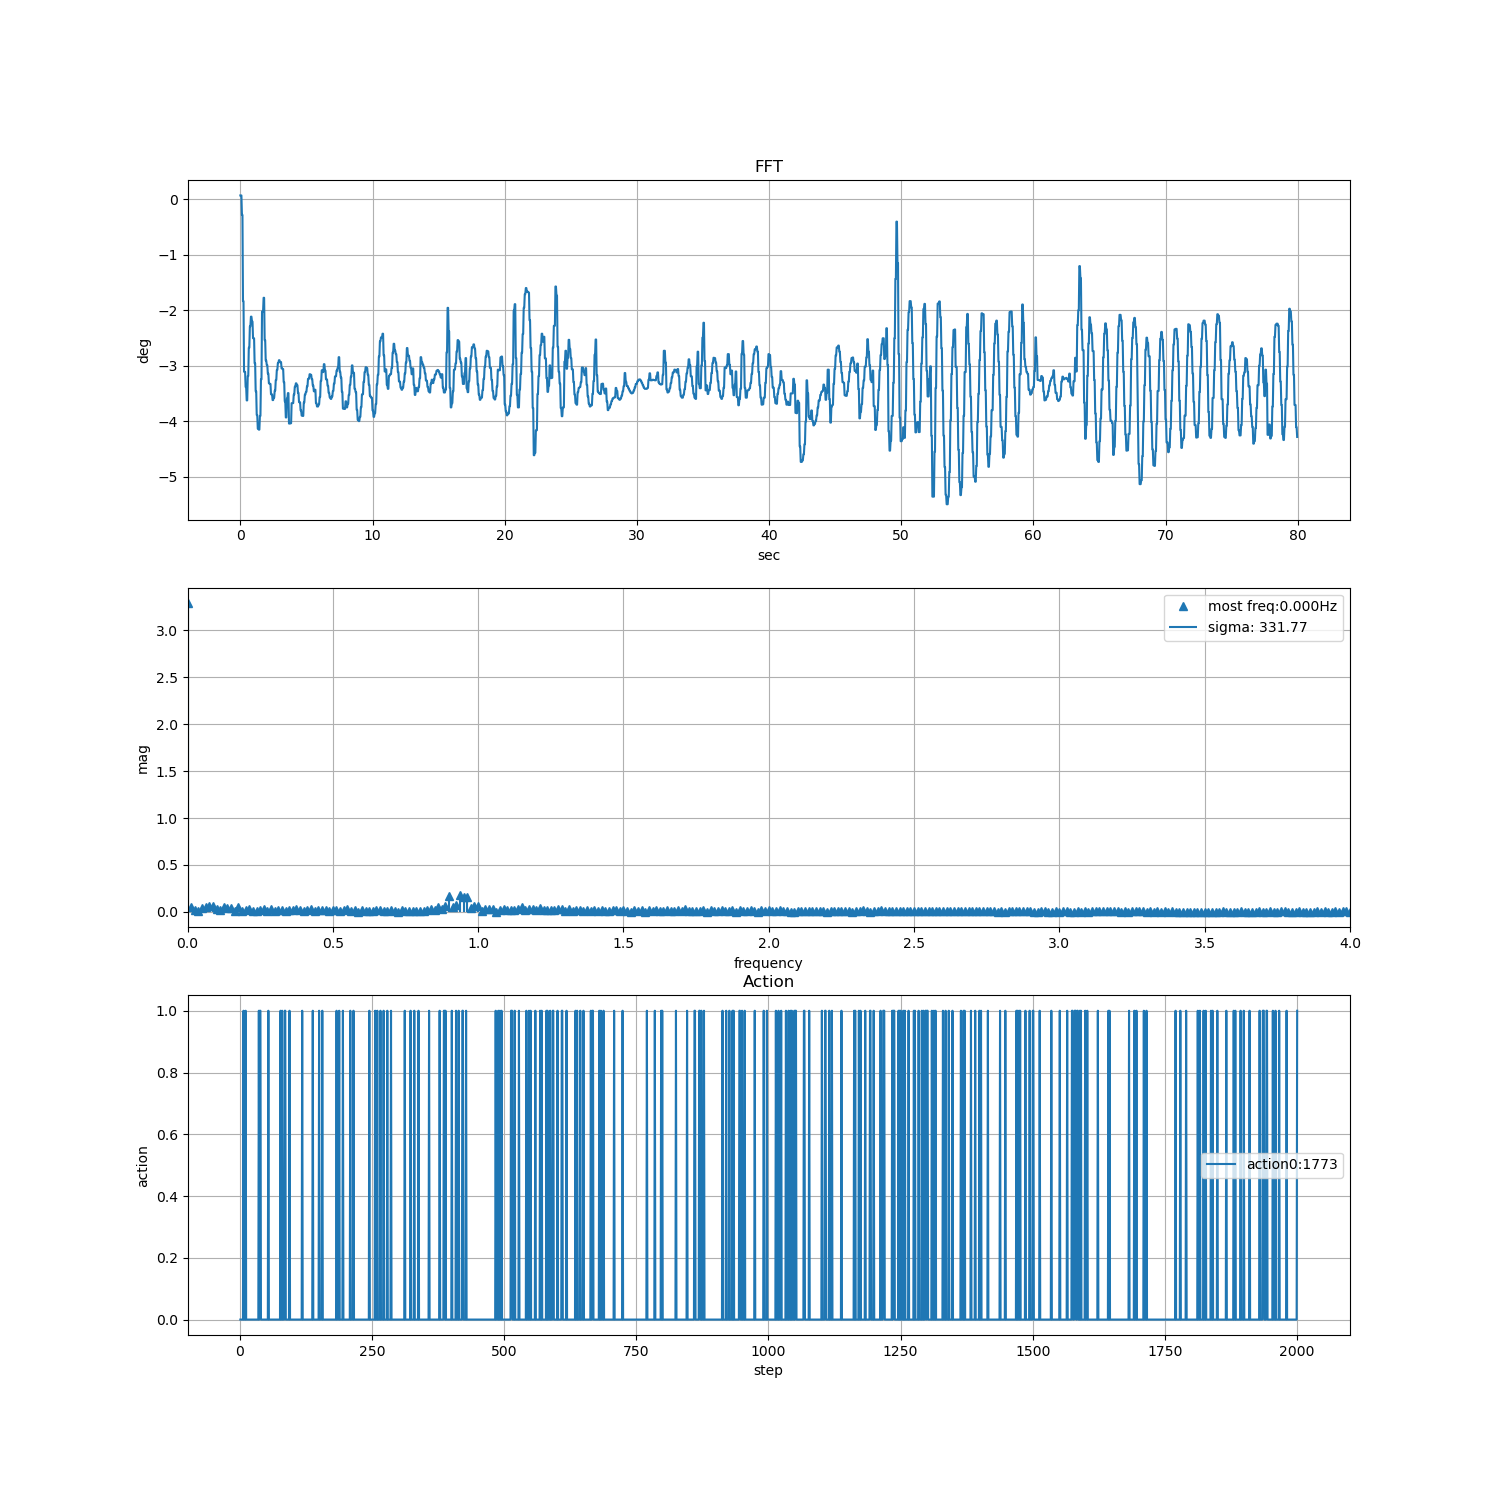 FFT
0
−1
−2
−3
−4
−5
deg
0 10 20 30 40 50 60 70 80
sec
most freq:0.000Hz
sigma: 331.77
3.0
2.5
2.0
1.5
1.0
0.5
0.0
mag
0.0 0.5 1.0 1.5 2.0 2.5 3.0 3.5 4.0
frequency
Action
1.0
0.8
0.6
0.4
0.2
0.0
action
action0:1773
0 250 500 750 1000 1250 1500 1750 2000
step